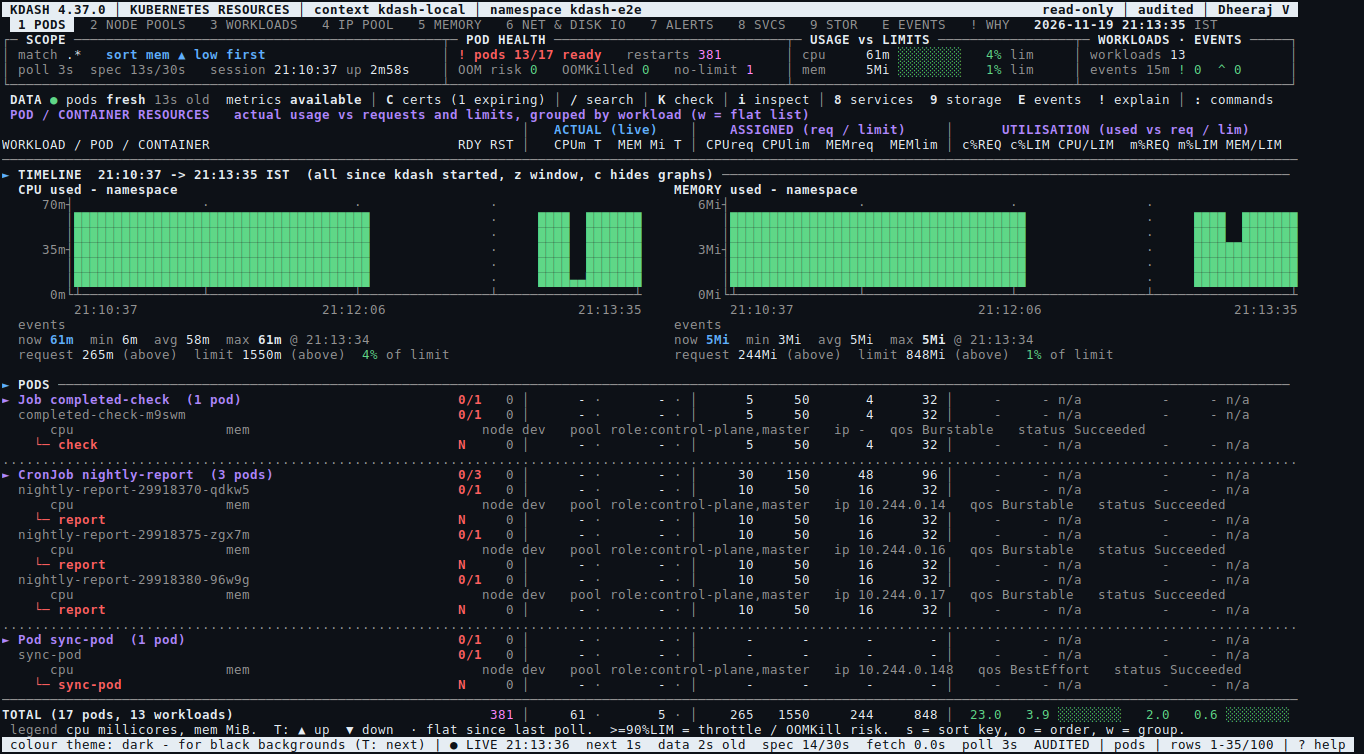 KDASH 4.37.0 │ KUBERNETES RESOURCES │ context kdash-local │ namespace kdash-e2e read-only │ audited │ Dheeraj V
1 PODS 2 NODE POOLS 3 WORKLOADS 4 IP POOL 5 MEMORY 6 NET & DISK IO 7 ALERTS 8 SVCS 9 STOR E EVENTS ! WHY 2026-11-19 21:13:35 IST
SCOPE POD HEALTH USAGE vs LIMITS WORKLOADS · EVENTS
match .* sort mem ▲ low first ! pods 13/17 ready restarts 381 cpu 61m 4% lim workloads 13
poll 3s spec 13s/30s session 21:10:37 up 2m58s OOM risk 0 OOMKilled 0 no-limit 1 mem 5Mi 1% lim events 15m ! 0 ^ 0
DATA ● pods fresh 13s old metrics available │ C certs (1 expiring) │ / search │ K check │ i inspect │ 8 services 9 storage E events ! explain │ : commands
POD / CONTAINER RESOURCES actual usage vs requests and limits, grouped by workload (w = flat list)
│ ACTUAL (live) │ ASSIGNED (req / limit) │ UTILISATION (used vs req / lim)
WORKLOAD / POD / CONTAINER RDY RST │ CPUm T MEM Mi T │ CPUreq CPUlim MEMreq MEMlim │ c%REQ c%LIM CPU/LIM m%REQ m%LIM MEM/LIM
► TIMELINE 21:10:37 -> 21:13:35 IST (all since kdash started, z window, c hides graphs)
CPU used - namespace MEMORY used - namespace
70m 6Mi
35m 3Mi
0m 0Mi
21:10:37 21:12:06 21:13:35 21:10:37 21:12:06 21:13:35
events events
now 61m min 6m avg 58m max 61m @ 21:13:34 now 5Mi min 3Mi avg 5Mi max 5Mi @ 21:13:34
request 265m (above) limit 1550m (above) 4% of limit request 244Mi (above) limit 848Mi (above) 1% of limit
► PODS
► Job completed-check (1 pod) 0/1 0 │ - · - · │ 5 50 4 32 │ - - n/a - - n/a
completed-check-m9swm 0/1 0 │ - · - · │ 5 50 4 32 │ - - n/a - - n/a
cpu mem node dev pool role:control-plane,master ip - qos Burstable status Succeeded
└─ check N 0 │ - · - · │ 5 50 4 32 │ - - n/a - - n/a
► CronJob nightly-report (3 pods) 0/3 0 │ - · - · │ 30 150 48 96 │ - - n/a - - n/a
nightly-report-29918370-qdkw5 0/1 0 │ - · - · │ 10 50 16 32 │ - - n/a - - n/a
cpu mem node dev pool role:control-plane,master ip 10.244.0.14 qos Burstable status Succeeded
└─ report N 0 │ - · - · │ 10 50 16 32 │ - - n/a - - n/a
nightly-report-29918375-zgx7m 0/1 0 │ - · - · │ 10 50 16 32 │ - - n/a - - n/a
cpu mem node dev pool role:control-plane,master ip 10.244.0.16 qos Burstable status Succeeded
└─ report N 0 │ - · - · │ 10 50 16 32 │ - - n/a - - n/a
nightly-report-29918380-96w9g 0/1 0 │ - · - · │ 10 50 16 32 │ - - n/a - - n/a
cpu mem node dev pool role:control-plane,master ip 10.244.0.17 qos Burstable status Succeeded
└─ report N 0 │ - · - · │ 10 50 16 32 │ - - n/a - - n/a
► Pod sync-pod (1 pod) 0/1 0 │ - · - · │ - - - - │ - - n/a - - n/a
sync-pod 0/1 0 │ - · - · │ - - - - │ - - n/a - - n/a
cpu mem node dev pool role:control-plane,master ip 10.244.0.148 qos BestEffort status Succeeded
└─ sync-pod N 0 │ - · - · │ - - - - │ - - n/a - - n/a
TOTAL (17 pods, 13 workloads) 381 │ 61 · 5 · │ 265 1550 244 848 │ 23.0 3.9 2.0 0.6
legend cpu millicores, mem MiB. T: ▲ up ▼ down · flat since last poll. >=90%LIM = throttle / OOMKill risk. s = sort key, o = order, w = group.
colour theme: dark - for black backgrounds (T: next) │ ● LIVE 21:13:36 next 1s data 2s old spec 14/30s fetch 0.0s poll 3s AUDITED │ pods │ rows 1-35/100 │ ? help